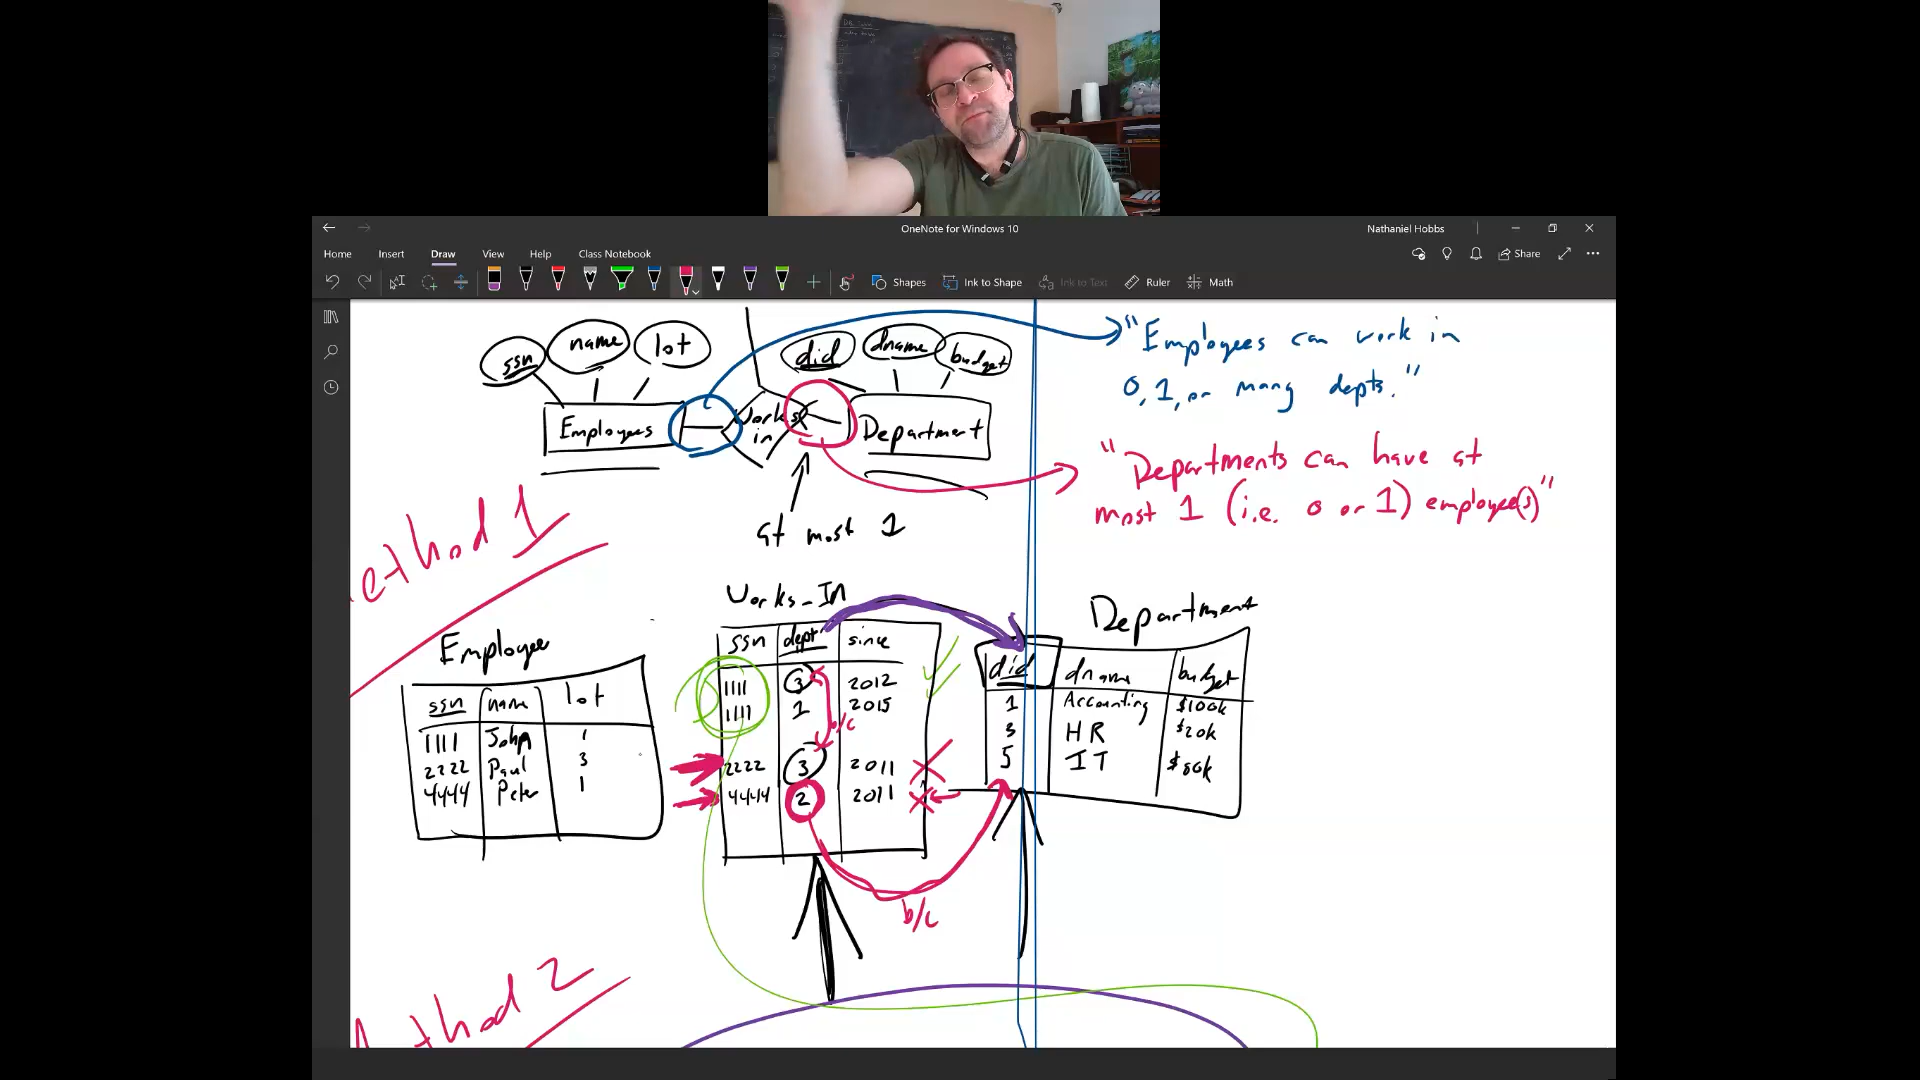 OneNote for Windows 10
Nathaniel Hobbs
Home Insert Draw View Help Class Notebook
Share
Shapes Ink to Shape Ink to Text Ruler Math
ssn name lot did dname budget
Employees Works in Department
at most 1
"Employees can work in
0, 1, or many depts."
"Departments can have at
most 1 (i.e. 0 or 1) employee(s)"
ethod 1
Employee
ssn name lot
1111 John 1
2222 Paul 3
4444 Peter 1
Works_In
ssn dept since
1111 3 2012
1111 1 2015
b/c
2222 3 2011
4444 2 2011
b/c
Department
did dname budget
1 Accounting $100k
3 HR $20k
5 IT
ethod 2